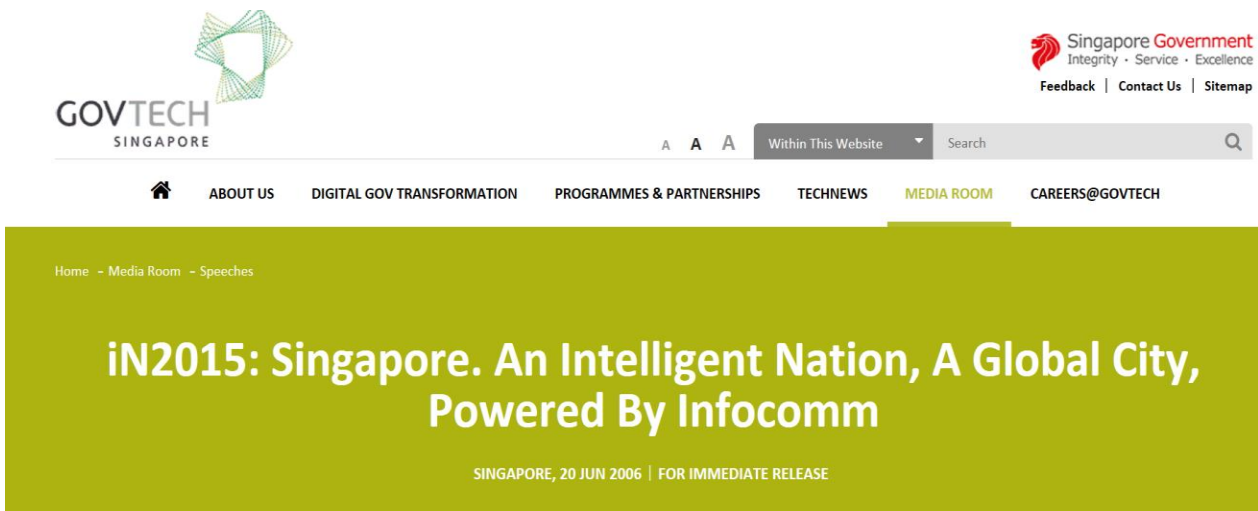 GOVTECH
SINGAPORE
Singapore Government
Integrity · Service · Excellence
Feedback | Contact Us | Sitemap
A A A Within This Website Search
ABOUT US DIGITAL GOV TRANSFORMATION PROGRAMMES & PARTNERSHIPS TECHNEWS MEDIA ROOM CAREERS@GOVTECH
Home - Media Room - Speeches
iN2015: Singapore. An Intelligent Nation, A Global City,
Powered By Infocomm
SINGAPORE, 20 JUN 2006 | FOR IMMEDIATE RELEASE